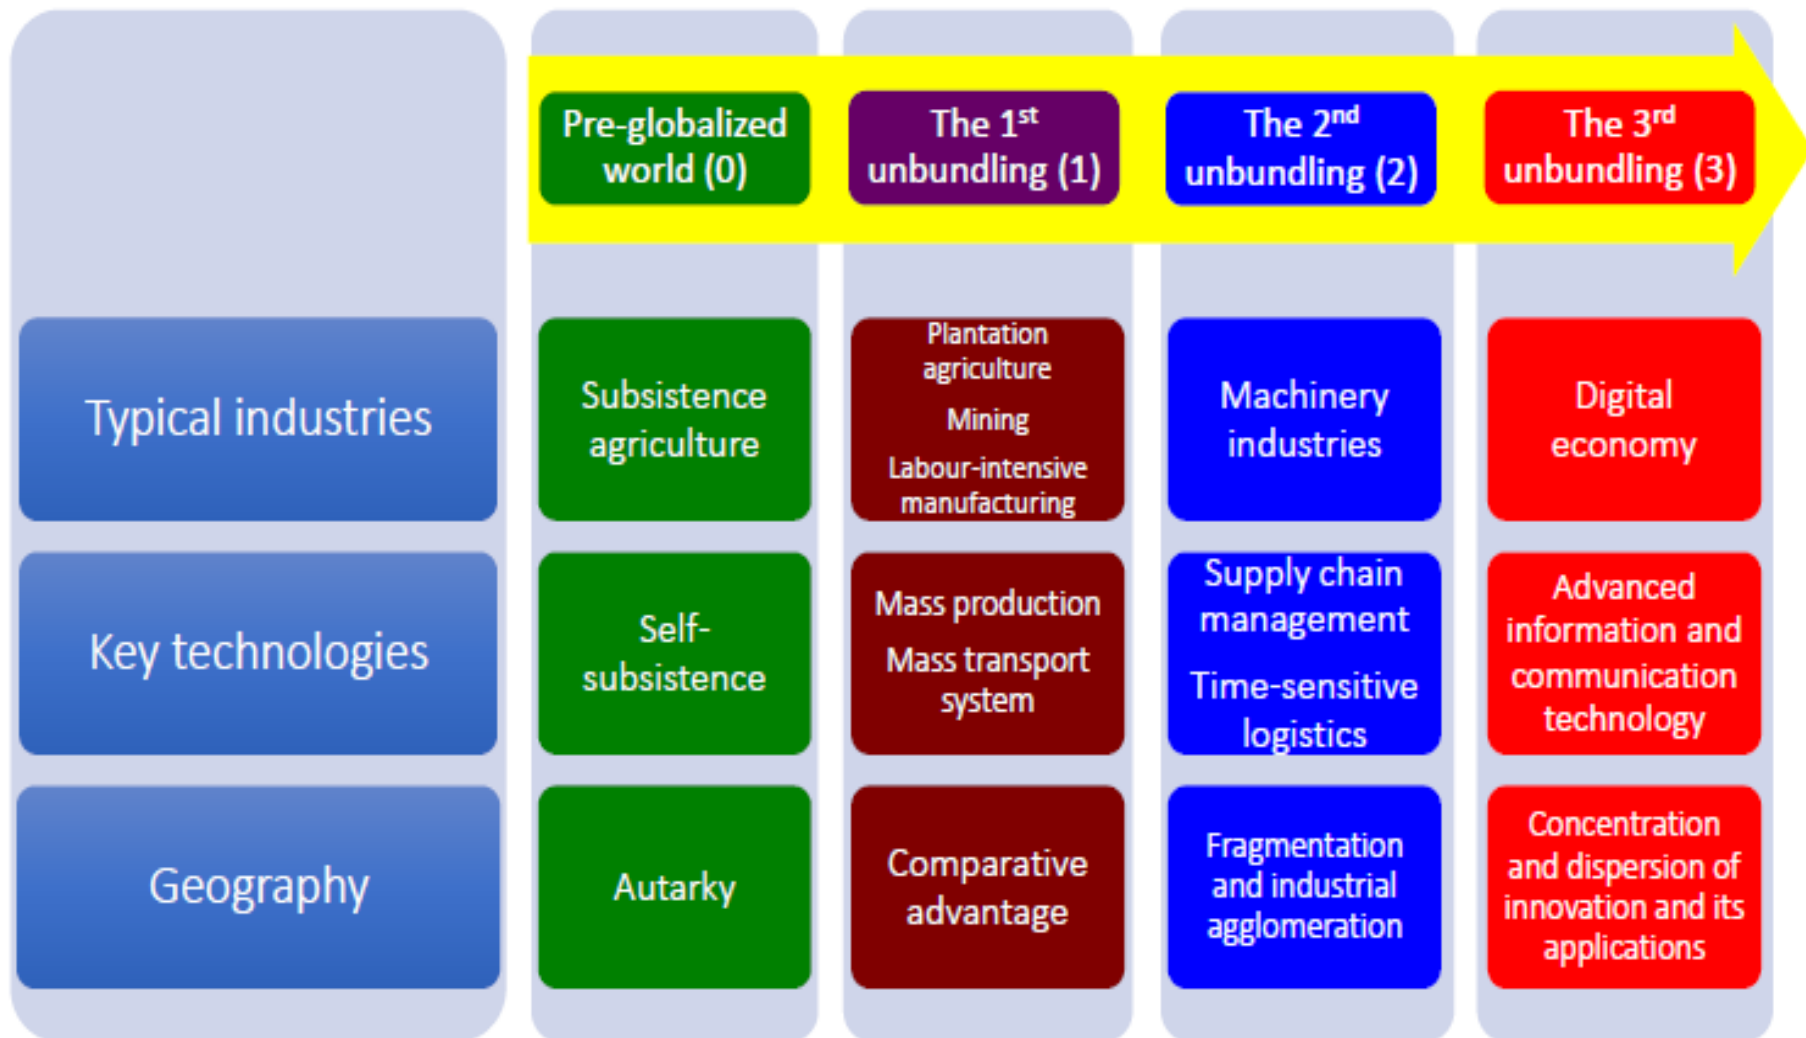 Pre-globalized
world (0)
The 1st
unbundling (1)
The 2nd
unbundling (2)
The 3rd
unbundling (3)
Typical industries
Subsistence
agriculture
Plantation
agriculture
Mining
Labour-intensive
manufacturing
Machinery
industries
Digital
economy
Key technologies
Self-
subsistence
Mass production
Mass transport
system
Supply chain
management
Time-sensitive
logistics
Advanced
information and
communication
technology
Geography
Autarky
Comparative
advantage
Fragmentation
and industrial
agglomeration
Concentration
and dispersion of
innovation and its
applications